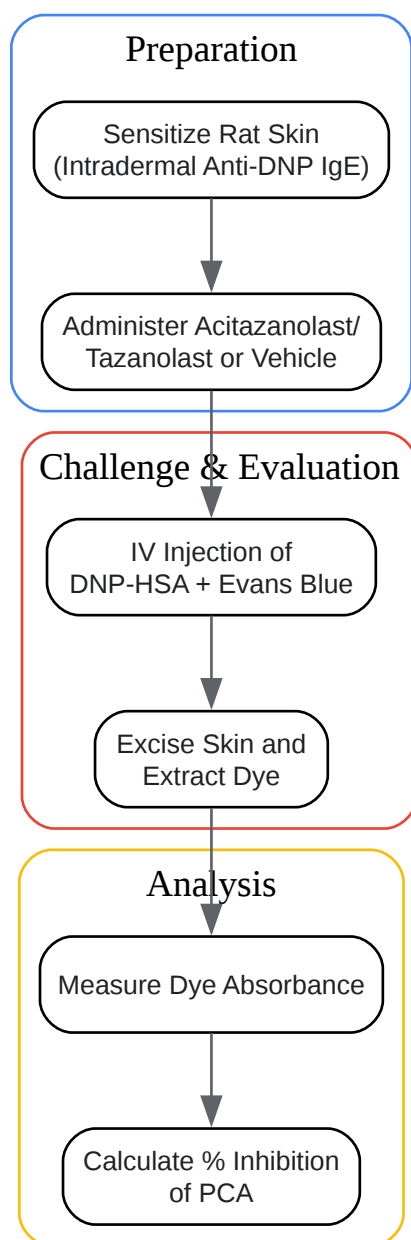 Preparation
Sensitize Rat Skin
(Intradermal Anti-DNP IgE)
Administer Acitazanolast/
Tazanolast or Vehicle
Challenge & Evaluation
IV Injection of
DNP-HSA + Evans Blue
Excise Skin and
Extract Dye
Analysis
Measure Dye Absorbance
Calculate % Inhibition
of PCA